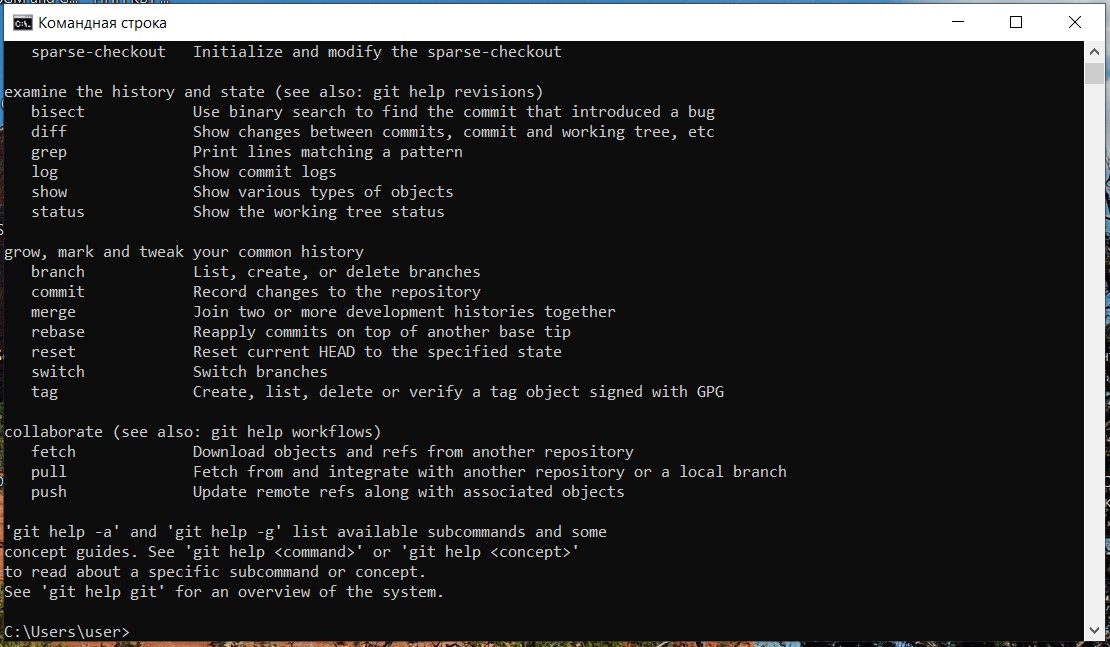 Командная строка
sparse-checkout   Initialize and modify the sparse-checkout
examine the history and state (see also: git help revisions)
bisect            Use binary search to find the commit that introduced a bug
diff              Show changes between commits, commit and working tree, etc
grep              Print lines matching a pattern
log               Show commit logs
show              Show various types of objects
status            Show the working tree status
grow, mark and tweak your common history
branch            List, create, or delete branches
commit            Record changes to the repository
merge             Join two or more development histories together
rebase            Reapply commits on top of another base tip
reset             Reset current HEAD to the specified state
switch            Switch branches
tag               Create, list, delete or verify a tag object signed with GPG
collaborate (see also: git help workflows)
fetch             Download objects and refs from another repository
pull              Fetch from and integrate with another repository or a local branch
push              Update remote refs along with associated objects
'git help -a' and 'git help -g' list available subcommands and some
concept guides. See 'git help <command>' or 'git help <concept>'
to read about a specific subcommand or concept.
See 'git help git' for an overview of the system.
C:\Users\user>